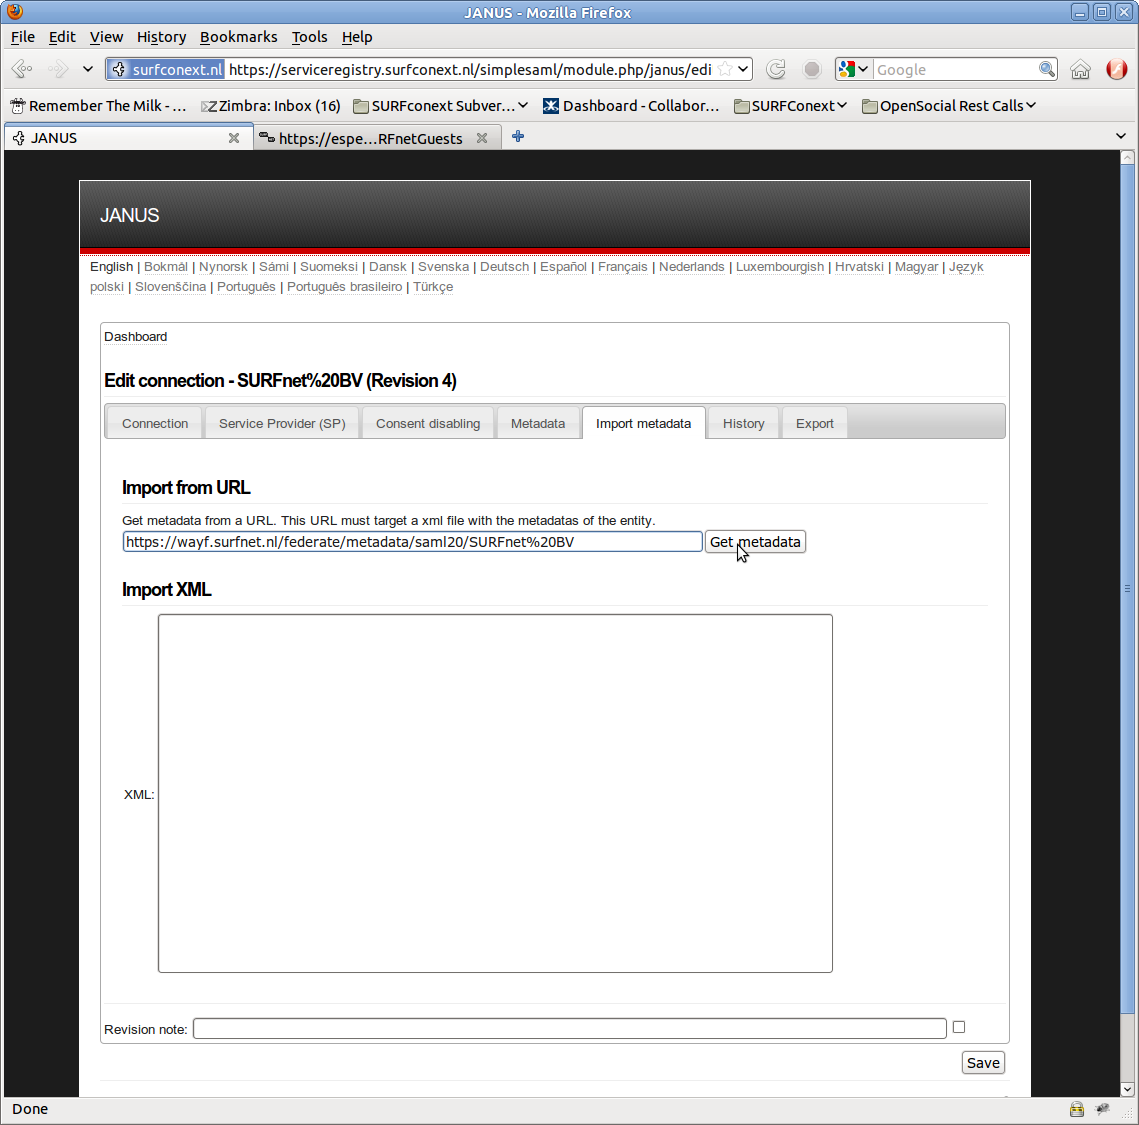 JANUS - Mozilla Firefox
File Edit View History Bookmarks Tools Help
surfconext.nl https://serviceregistry.surfconext.nl/simplesaml/module.php/janus/edi Google
Remember The Milk - ... Zimbra: Inbox (16) SURFconext Subver... Dashboard - Collabor... SURFConext OpenSocial Rest Calls
JANUS https://espe...RFnetGuests
JANUS
English | Bokmål | Nynorsk | Sámi | Suomeksi | Dansk | Svenska | Deutsch | Español | Français | Nederlands | Luxembourgish | Hrvatski | Magyar | Język
polski | Slovenščina | Português | Português brasileiro | Türkçe
Dashboard
Edit connection - SURFnet%20BV (Revision 4)
Connection Service Provider (SP) Consent disabling Metadata Import metadata History Export
Import from URL
Get metadata from a URL. This URL must target a xml file with the metadatas of the entity.
https://wayf.surfnet.nl/federate/metadata/saml20/SURFnet%20BV Get metadata
Import XML
XML:
Revision note:
Save
Done